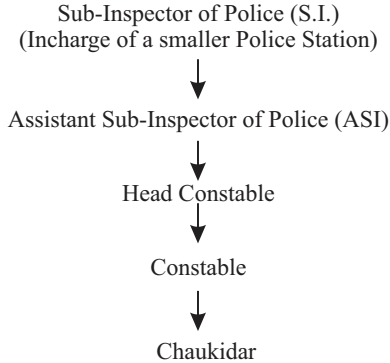 Sub-Inspector of Police (S.I.)
(Incharge of a smaller Police Station)
Assistant Sub-Inspector of Police (ASI)
Head Constable
Constable
Chaukidar